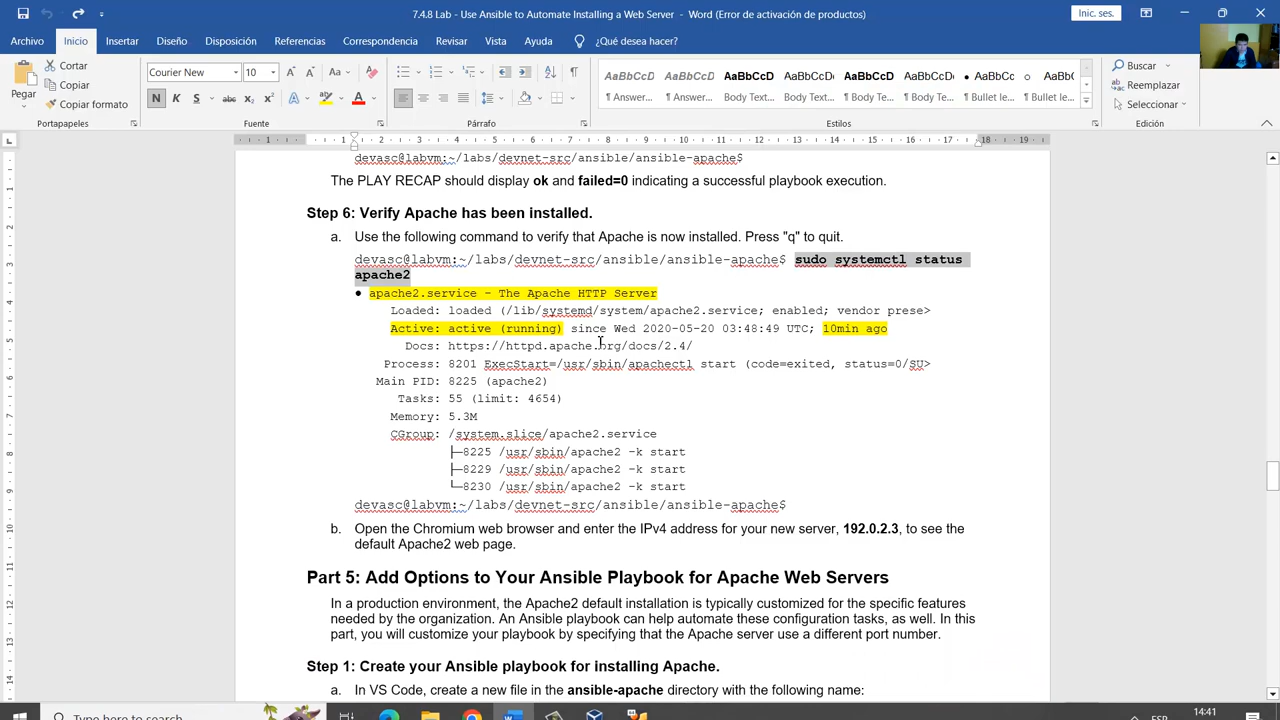 7.4.8 Lab - Use Ansible to Automate Installing a Web Server - Word (Error de activación de productos)
Inic. ses.
Archivo Inicio Insertar Diseño Disposición Referencias Correspondencia Revisar Vista Ayuda ¿Qué desea hacer?
Pegar
Cortar
Copiar
Copiar formato
Portapapeles
Courier New 10
N K S abc x₂ x²
Fuente
Párrafo
AaBbCcD AaBbCcD AaBbCcD AaBbCcD AaBbCcD AaBbCcD AaBbCc AaBb
¶ Answer... ¶ Answer... Body Text... Body Text... Body Text... Body Text... ¶ Bullet le... ¶ Bullet le...
Estilos
Buscar
Reemplazar
Seleccionar
Edición
devasc@labvm:~/labs/devnet-src/ansible/ansible-apache$
The PLAY RECAP should display ok and failed=0 indicating a successful playbook execution.
Step 6: Verify Apache has been installed.
a. Use the following command to verify that Apache is now installed. Press "q" to quit.
devasc@labvm:~/labs/devnet-src/ansible/ansible-apache$ sudo systemctl status
apache2
● apache2.service - The Apache HTTP Server
Loaded: loaded (/lib/systemd/system/apache2.service; enabled; vendor prese>
Active: active (running) since Wed 2020-05-20 03:48:49 UTC; 10min ago
Docs: https://httpd.apache.org/docs/2.4/
Process: 8201 ExecStart=/usr/sbin/apachectl start (code=exited, status=0/SU>
Main PID: 8225 (apache2)
Tasks: 55 (limit: 4654)
Memory: 5.3M
CGroup: /system.slice/apache2.service
├─8225 /usr/sbin/apache2 -k start
├─8229 /usr/sbin/apache2 -k start
└─8230 /usr/sbin/apache2 -k start
devasc@labvm:~/labs/devnet-src/ansible/ansible-apache$
b. Open the Chromium web browser and enter the IPv4 address for your new server, 192.0.2.3, to see the
default Apache2 web page.
Part 5: Add Options to Your Ansible Playbook for Apache Web Servers
In a production environment, the Apache2 default installation is typically customized for the specific features
needed by the organization. An Ansible playbook can help automate these configuration tasks, as well. In this
part, you will customize your playbook by specifying that the Apache server use a different port number.
Step 1: Create your Ansible playbook for installing Apache.
a. In VS Code, create a new file in the ansible-apache directory with the following name:
Type here to search
ESP
14:41